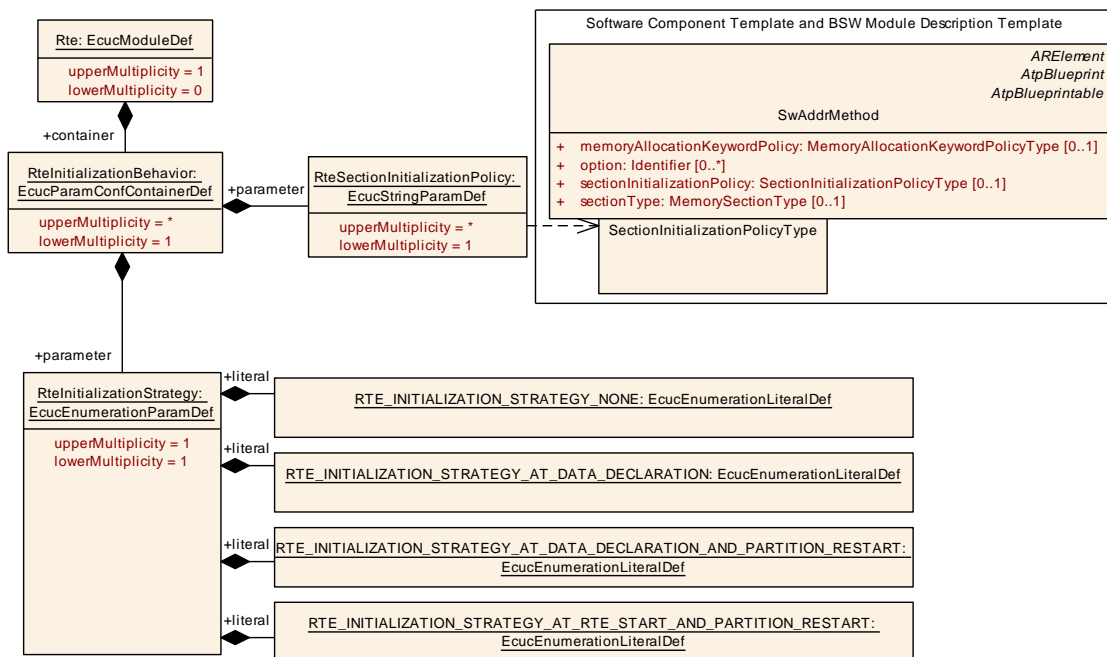 Software Component Template and BSW Module Description Template
Rte: EcucModuleDef
upperMultiplicity = 1
lowerMultiplicity = 0
+container
ARElement
AtpBlueprint
AtpBlueprintable
SwAddrMethod
+ memoryAllocationKeywordPolicy: MemoryAllocationKeywordPolicyType [0..1]
+ option: Identifier [0..*]
+ sectionInitializationPolicy: SectionInitializationPolicyType [0..1]
+ sectionType: MemorySectionType [0..1]
RteInitializationBehavior:
EcucParamConfContainerDef
upperMultiplicity = *
lowerMultiplicity = 1
+parameter
RteSectionInitializationPolicy:
EcucStringParamDef
upperMultiplicity = *
lowerMultiplicity = 1
SectionInitializationPolicyType
+parameter
RteInitializationStrategy:
EcucEnumerationParamDef
upperMultiplicity = 1
lowerMultiplicity = 1
+literal
RTE_INITIALIZATION_STRATEGY_NONE: EcucEnumerationLiteralDef
+literal
RTE_INITIALIZATION_STRATEGY_AT_DATA_DECLARATION: EcucEnumerationLiteralDef
+literal
RTE_INITIALIZATION_STRATEGY_AT_DATA_DECLARATION_AND_PARTITION_RESTART:
EcucEnumerationLiteralDef
+literal
RTE_INITIALIZATION_STRATEGY_AT_RTE_START_AND_PARTITION_RESTART:
EcucEnumerationLiteralDef